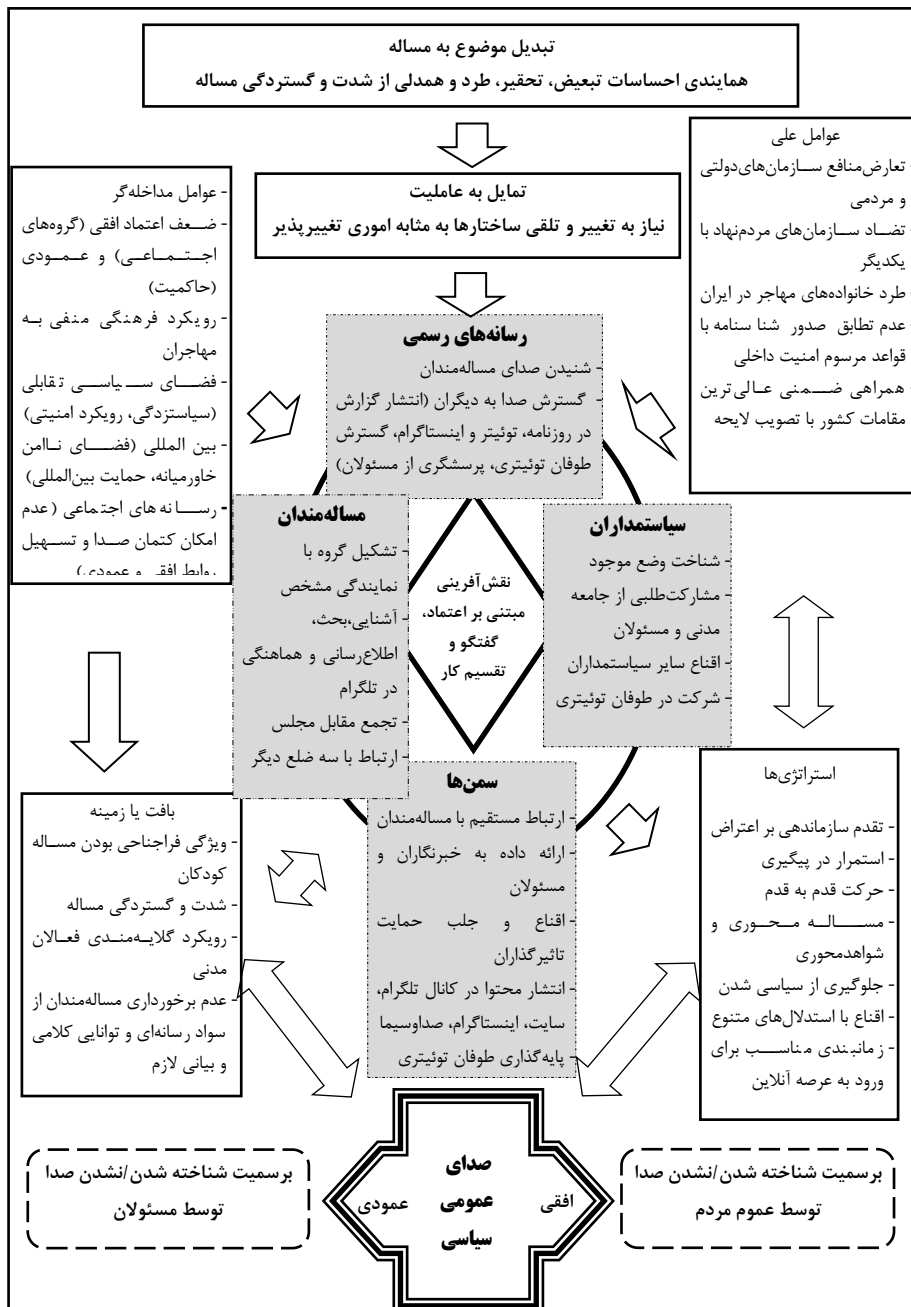 تبدیل موضوع به مساله
همایندی احساسات تبعیض، تحقیر، طرد و همدلی از شدت و گستردگی مساله
تمایل به عاملیت
نیاز به تغییر و تلقی ساختارها به مثابه اموری تغییرپذیر
عوامل علی
- تعارض‌منافع سازمان‌های‌دولتی
و مردمی
- تضاد سازمان‌های مردم‌نهاد با
یکدیگر
- طرد خانواده‌های مهاجر در ایران
- عدم تطابق صدور شنا سنامه با
قواعد مرسوم امنیت داخلی
- همراهی ضمنی عالی‌ترین
مقامات کشور با تصویب لایحه
- عوامل مداخله‌گر
- ضعف اعتماد افقی (گروه‌های
اجتماعی) و عمودی
(حاکمیت)
- رویکرد فرهنگی منفی به
مهاجران
- فضای سیاسی تقابلی
(سیاستزدگی، رویکرد امنیتی)
- بین المللی (فضای ناامن
خاورمیانه، حمایت بین‌المللی)
- رسانه های اجتماعی (عدم
امکان کتمان صدا و تسهیل
روابط افقی و عمودی)
رسانه‌های رسمی
- شنیدن صدای مساله‌مندان
- گسترش صدا به دیگران (انتشار گزارش
در روزنامه، توئیتر و اینستاگرام، گسترش
طوفان توئیتری، پرسشگری از مسئولان)
سیاستمداران
- شناخت وضع موجود
- مشارکت‌طلبی از جامعه
مدنی و مسئولان
- اقناع سایر سیاستمداران
- شرکت در طوفان توئیتری
نقش‌آفرینی
مبتنی بر اعتماد،
گفتگو و
تقسیم کار
مساله‌مندان
- تشکیل گروه با
نمایندگی مشخص
- آشنایی،بحث،
اطلاع‌رسانی و هماهنگی
در تلگرام
- تجمع مقابل مجلس
- ارتباط با سه ضلع دیگر
سمن‌ها
- ارتباط مستقیم با مساله‌مندان
- ارائه داده به خبرنگاران و
مسئولان
- اقناع و جلب حمایت
تاثیرگذاران
- انتشار محتوا در کانال تلگرام،
سایت، اینستاگرام، صداوسیما
- پایه‌گذاری طوفان توئیتری
استراتژی‌ها
- تقدم سازماندهی بر اعتراض
- استمرار در پیگیری
- حرکت قدم به قدم
- مساله محوری و
شواهدمحوری
- جلوگیری از سیاسی شدن
- اقناع با استدلال‌های متنوع
- زمانبندی مناسب برای
ورود به عرصه آنلاین
بافت یا زمینه
- ویژگی فراجناحی بودن مساله
کودکان
- شدت و گستردگی مساله
- رویکرد گلایه‌مندی فعالان
مدنی
- عدم برخورداری مساله‌مندان از
سواد رسانه‌ای و توانایی کلامی
و بیانی لازم
برسمیت شناخته شدن/نشدن صدا
توسط عموم مردم
افقی
صدای
عمومی
سیاسی
عمودی
برسمیت شناخته شدن/نشدن صدا
توسط مسئولان